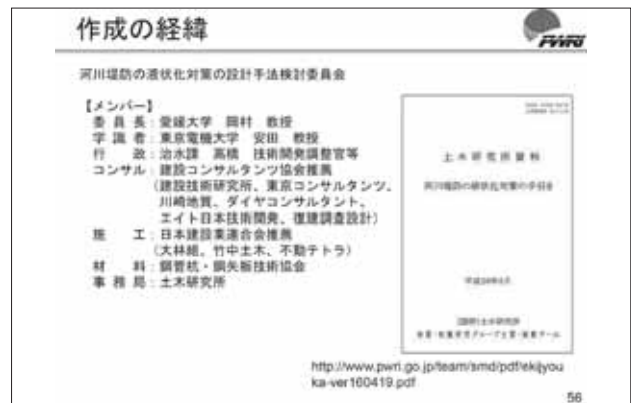 作成の経緯
PWRI
河川堤防の液状化対策の設計手法検討委員会
【メンバー】
委員長：愛媛大学 岡村 教授
学識者：東京電機大学 安田 教授
行政：治水課 高橋 技術開発調整官等
コンサル：建設コンサルタンツ協会推薦
（建設技術研究所、東京コンサルタンツ、
川崎地質、ダイヤコンサルタント、
エイト日本技術開発、復建調査設計）
施工：日本建設業連合会推薦
（大林組、竹中土木、不動テトラ）
材料：鋼管杭・鋼矢板技術協会
事務局：土木研究所
土木研究所資料
河川堤防の液状化対策の手引き
土木研究所
http://www.pwri.go.jp/team/smd/pdf/ekijyou
ka-ver160419.pdf
56